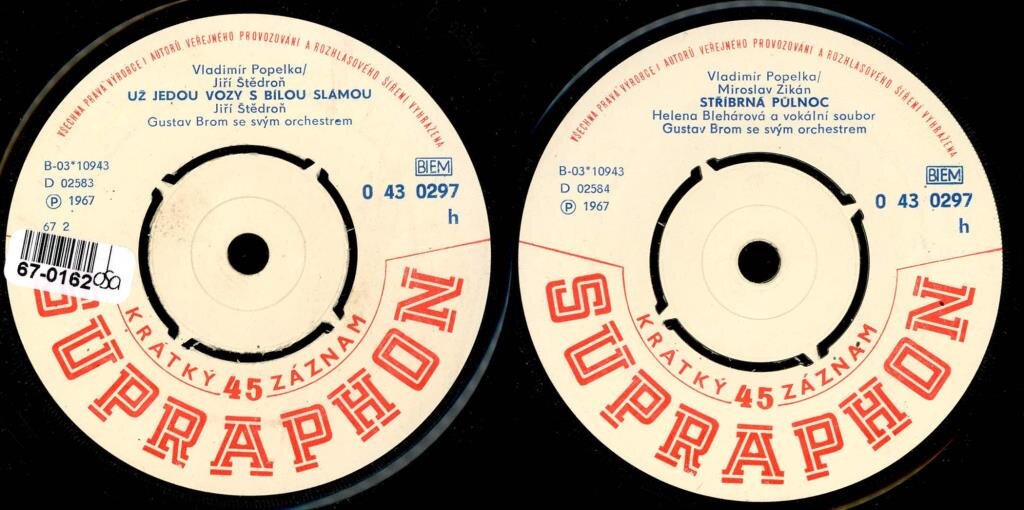 VŠECHNA PRÁVA VÝROBCE I AUTORŮ VEŘEJNÉHO PROVOZOVÁNÍ A ROZHLASOVÉHO ŠÍŘENÍ VYHRAŽENA
Vladimír Popelka/
Jiří Štědroň
UŽ JEDOU VOZY S BÍLOU SLÁMOU
Jiří Štědroň
Gustav Brom se svým orchestrem
B-03*10943
D 02583
Ⓟ 1967
67 2
BIEM
0 43 0297
h
67-0162
osa
KRÁTKÝ 45 ZÁZNAM
SUPRAPHON
VŠECHNA PRÁVA VÝROBCE I AUTORŮ VEŘEJNÉHO PROVOZOVÁNÍ A ROZHLASOVÉHO ŠÍŘENÍ VYHRAŽENA
Vladimír Popelka/
Miroslav Zikán
STŘÍBRNÁ PŮLNOC
Helena Blehárová a vokální soubor
Gustav Brom se svým orchestrem
B-03*10943
D 02584
Ⓟ 1967
BIEM
0 43 0297
h
KRÁTKÝ 45 ZÁZNAM
SUPRAPHON